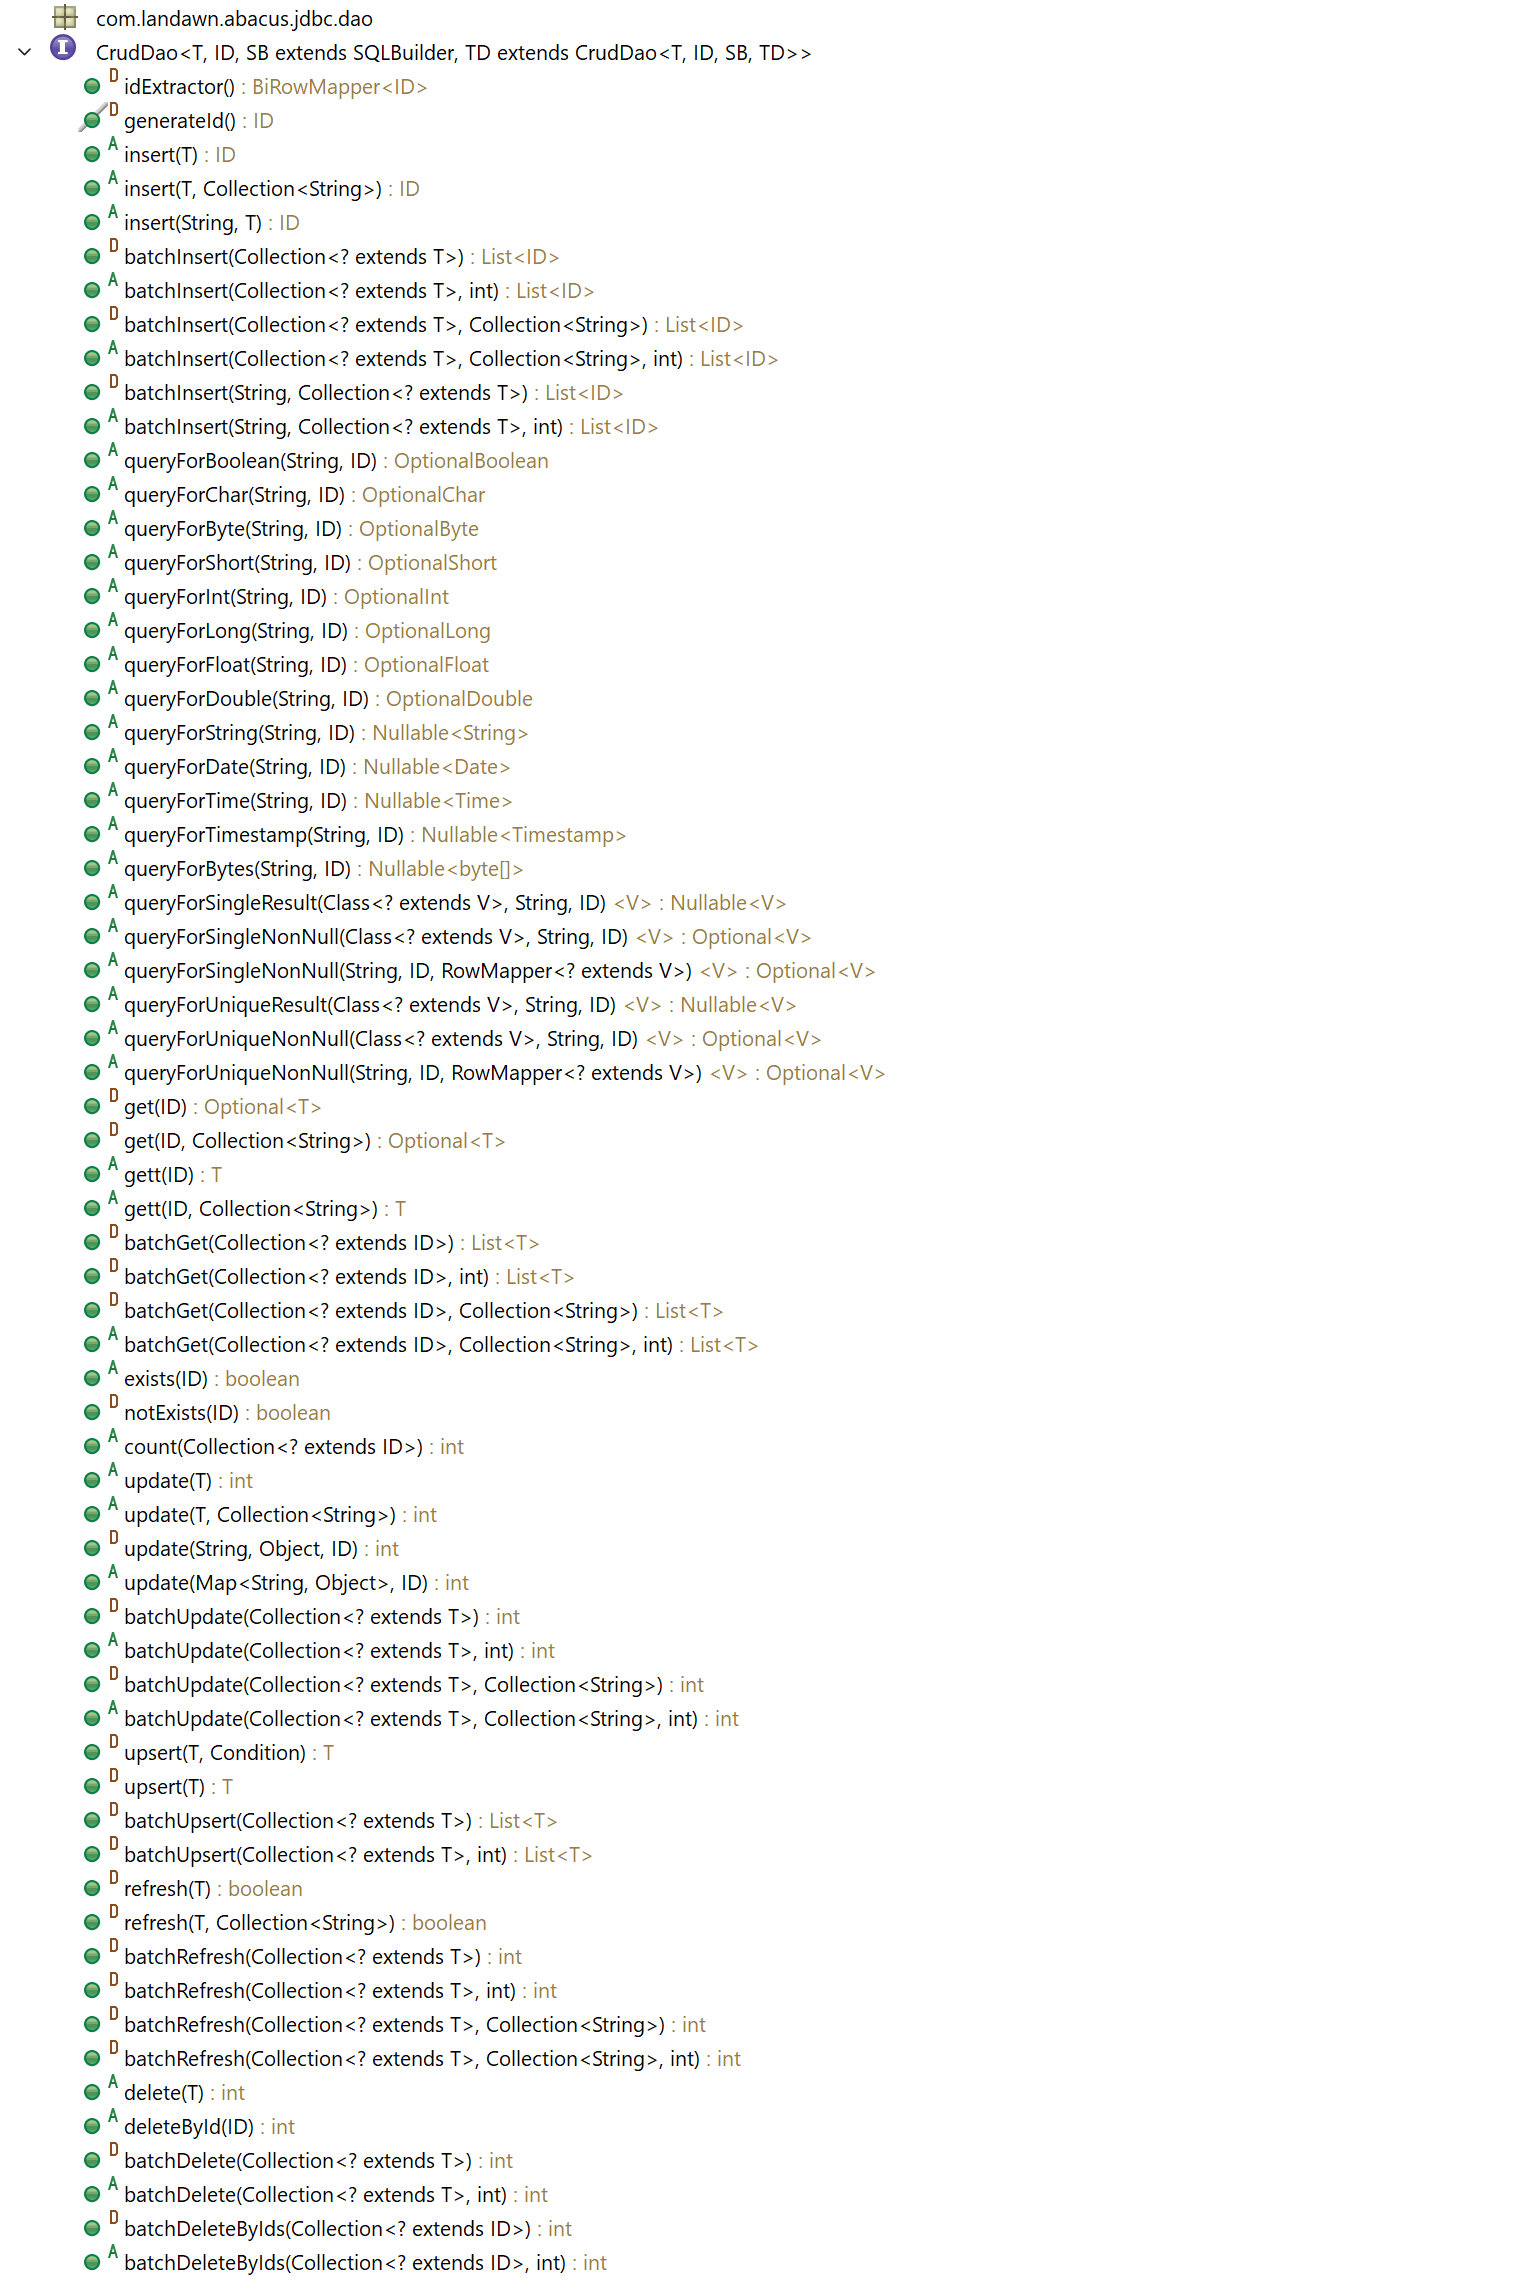 com.landawn.abacus.jdbc.dao
CrudDao<T, ID, SB extends SQLBuilder, TD extends CrudDao<T, ID, SB, TD>>
D idExtractor() : BiRowMapper<ID>
D generateId() : ID
A insert(T) : ID
A insert(T, Collection<String>) : ID
A insert(String, T) : ID
D batchInsert(Collection<? extends T>) : List<ID>
A batchInsert(Collection<? extends T>, int) : List<ID>
D batchInsert(Collection<? extends T>, Collection<String>) : List<ID>
A batchInsert(Collection<? extends T>, Collection<String>, int) : List<ID>
D batchInsert(String, Collection<? extends T>) : List<ID>
A batchInsert(String, Collection<? extends T>, int) : List<ID>
A queryForBoolean(String, ID) : OptionalBoolean
A queryForChar(String, ID) : OptionalChar
A queryForByte(String, ID) : OptionalByte
A queryForShort(String, ID) : OptionalShort
A queryForInt(String, ID) : OptionalInt
A queryForLong(String, ID) : OptionalLong
A queryForFloat(String, ID) : OptionalFloat
A queryForDouble(String, ID) : OptionalDouble
A queryForString(String, ID) : Nullable<String>
A queryForDate(String, ID) : Nullable<Date>
A queryForTime(String, ID) : Nullable<Time>
A queryForTimestamp(String, ID) : Nullable<Timestamp>
A queryForBytes(String, ID) : Nullable<byte[]>
A queryForSingleResult(Class<? extends V>, String, ID) <V> : Nullable<V>
A queryForSingleNonNull(Class<? extends V>, String, ID) <V> : Optional<V>
A queryForSingleNonNull(String, ID, RowMapper<? extends V>) <V> : Optional<V>
A queryForUniqueResult(Class<? extends V>, String, ID) <V> : Nullable<V>
A queryForUniqueNonNull(Class<? extends V>, String, ID) <V> : Optional<V>
A queryForUniqueNonNull(String, ID, RowMapper<? extends V>) <V> : Optional<V>
D get(ID) : Optional<T>
D get(ID, Collection<String>) : Optional<T>
A gett(ID) : T
A gett(ID, Collection<String>) : T
D batchGet(Collection<? extends ID>) : List<T>
D batchGet(Collection<? extends ID>, int) : List<T>
D batchGet(Collection<? extends ID>, Collection<String>) : List<T>
A batchGet(Collection<? extends ID>, Collection<String>, int) : List<T>
A exists(ID) : boolean
D notExists(ID) : boolean
A count(Collection<? extends ID>) : int
A update(T) : int
A update(T, Collection<String>) : int
D update(String, Object, ID) : int
A update(Map<String, Object>, ID) : int
D batchUpdate(Collection<? extends T>) : int
A batchUpdate(Collection<? extends T>, int) : int
D batchUpdate(Collection<? extends T>, Collection<String>) : int
A batchUpdate(Collection<? extends T>, Collection<String>, int) : int
D upsert(T, Condition) : T
D upsert(T) : T
D batchUpsert(Collection<? extends T>) : List<T>
D batchUpsert(Collection<? extends T>, int) : List<T>
D refresh(T) : boolean
D refresh(T, Collection<String>) : boolean
D batchRefresh(Collection<? extends T>) : int
D batchRefresh(Collection<? extends T>, int) : int
D batchRefresh(Collection<? extends T>, Collection<String>) : int
D batchRefresh(Collection<? extends T>, Collection<String>, int) : int
A delete(T) : int
A deleteById(ID) : int
D batchDelete(Collection<? extends T>) : int
A batchDelete(Collection<? extends T>, int) : int
D batchDeleteByIds(Collection<? extends ID>) : int
A batchDeleteByIds(Collection<? extends ID>, int) : int